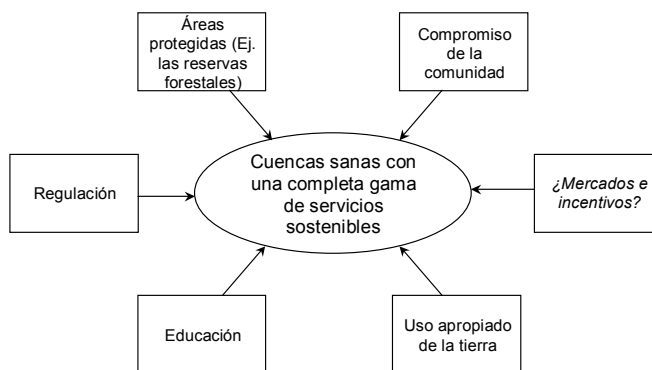 Áreas
protegidas (Ej.
las reservas
forestales)
Compromiso
de la
comunidad
Regulación
Cuencas sanas con
una completa gama
de servicios
sostenibles
¿Mercados e
incentivos?
Educación
Uso apropiado
de la tierra